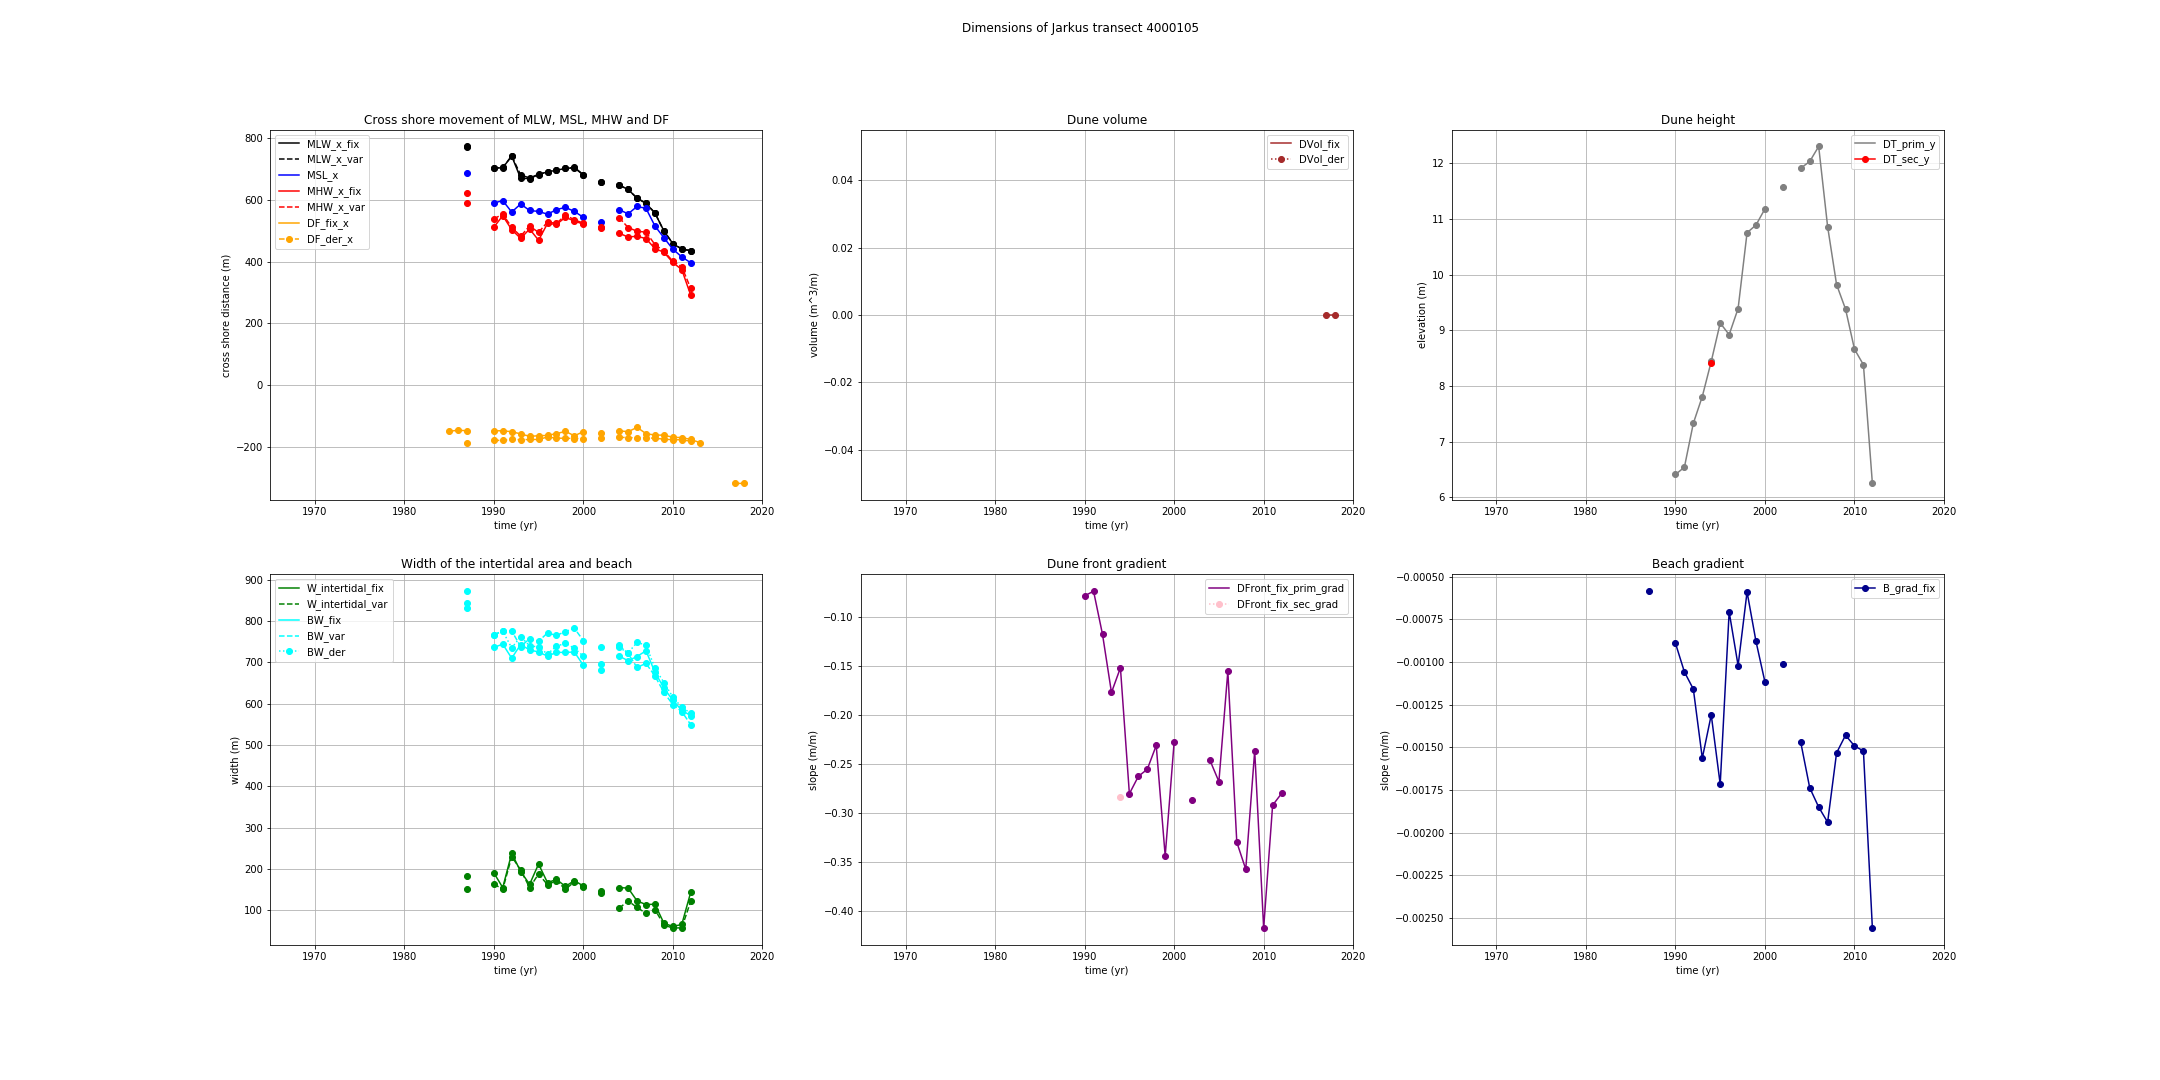 Dimensions of Jarkus transect 4000105
Cross shore movement of MLW, MSL, MHW and DF
800
600
400
200
0
−200
cross shore distance (m)
MLW_x_fix
MLW_x_var
MSL_x
MHW_x_fix
MHW_x_var
DF_fix_x
DF_der_x
1970 1980 1990 2000 2010 2020
time (yr)
Dune volume
0.04
0.02
0.00
−0.02
−0.04
volume (m^3/m)
DVol_fix
DVol_der
1970 1980 1990 2000 2010 2020
time (yr)
Dune height
12
11
10
9
8
7
6
elevation (m)
DT_prim_y
DT_sec_y
1970 1980 1990 2000 2010 2020
time (yr)
Width of the intertidal area and beach
900
800
700
600
500
400
300
200
100
width (m)
W_intertidal_fix
W_intertidal_var
BW_fix
BW_var
BW_der
1970 1980 1990 2000 2010 2020
time (yr)
Dune front gradient
−0.10
−0.15
−0.20
−0.25
−0.30
−0.35
−0.40
slope (m/m)
DFront_fix_prim_grad
DFront_fix_sec_grad
1970 1980 1990 2000 2010 2020
time (yr)
Beach gradient
−0.00050
−0.00075
−0.00100
−0.00125
−0.00150
−0.00175
−0.00200
−0.00225
−0.00250
slope (m/m)
B_grad_fix
1970 1980 1990 2000 2010 2020
time (yr)